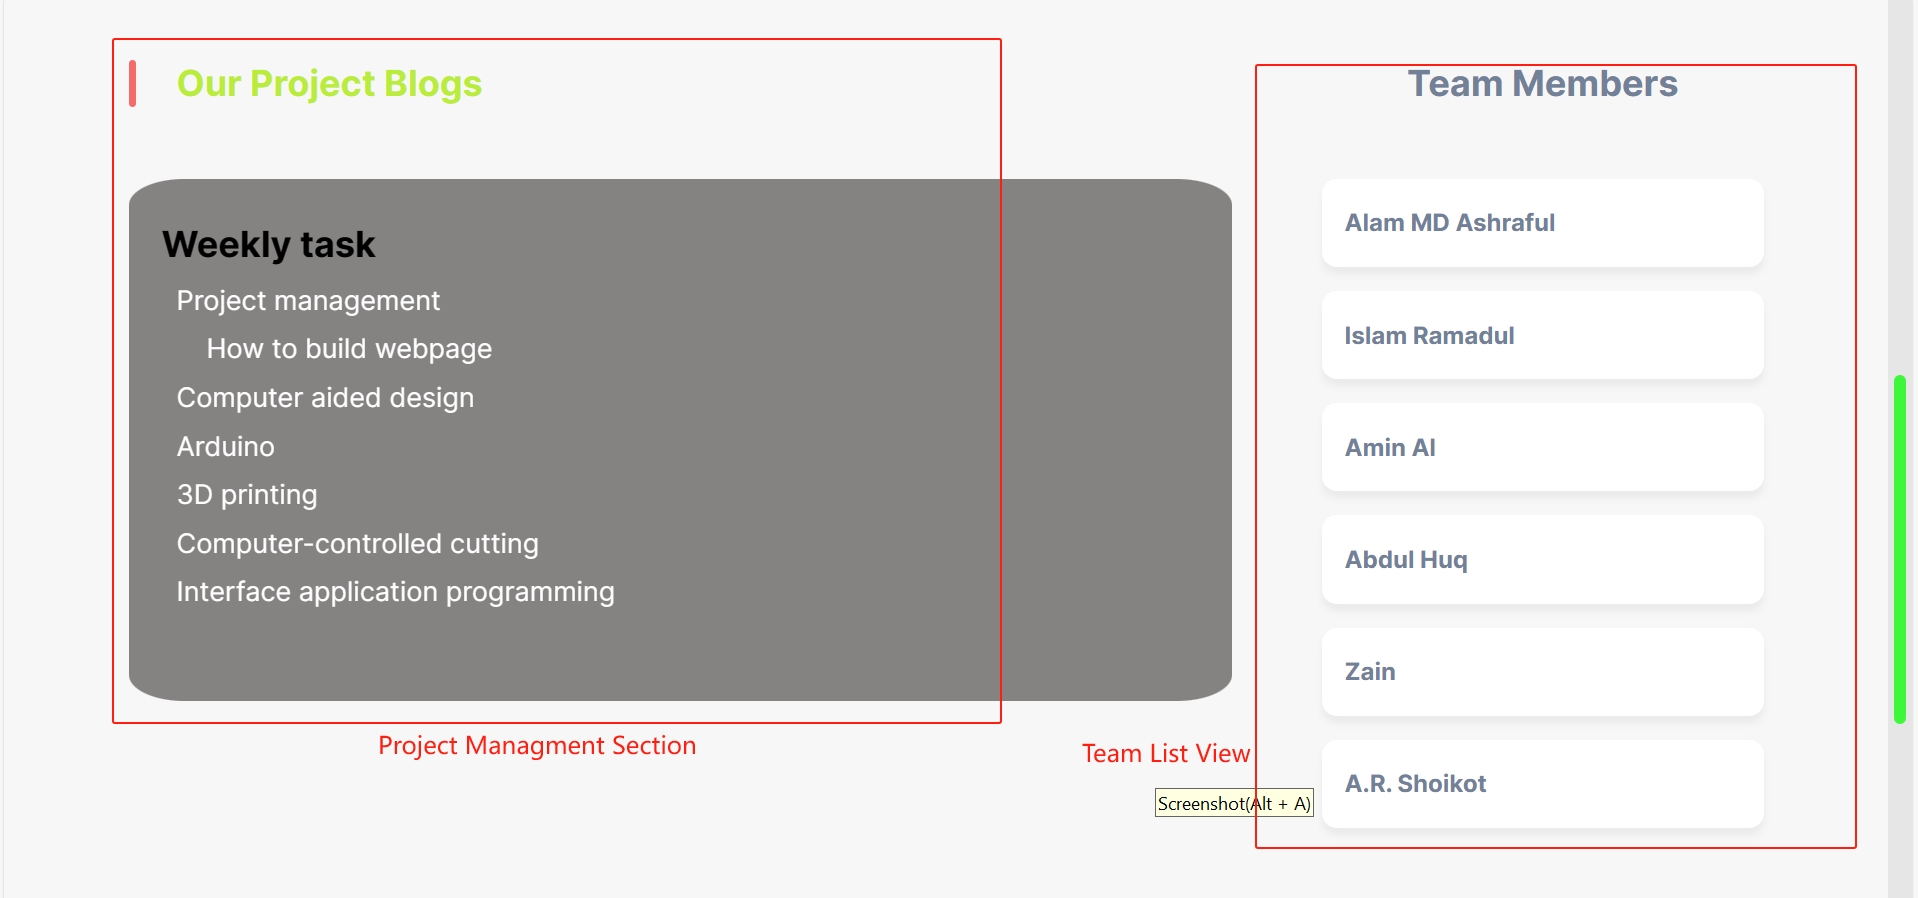 Our Project Blogs
Weekly task
Project management
How to build webpage
Computer aided design
Arduino
3D printing
Computer-controlled cutting
Interface application programming
Project Managment Section
Team Members
Alam MD Ashraful
Islam Ramadul
Amin Al
Abdul Huq
Zain
A.R. Shoikot
Team List View
Screenshot(Alt + A)